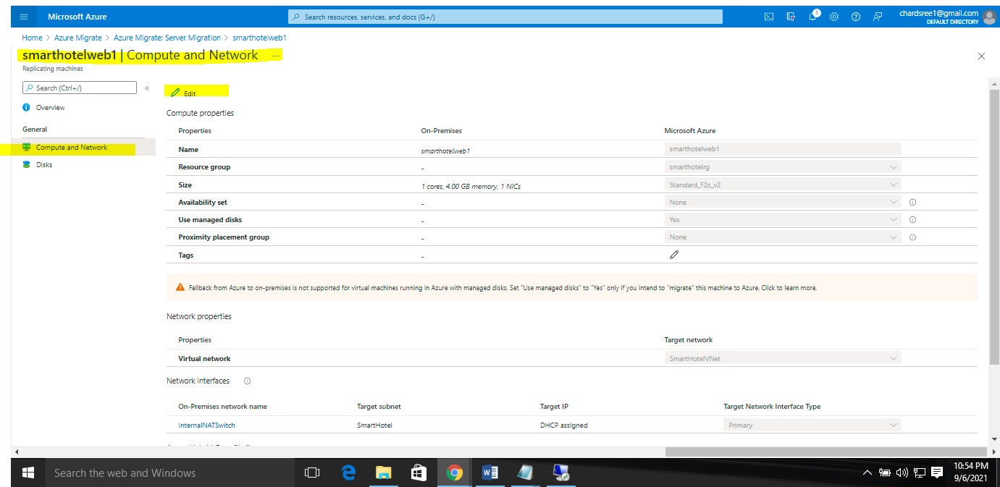 Microsoft Azure
Search resources, services, and docs (G+/)
3
chardsree1@gmail.com
DEFAULT DIRECTORY
Home > Azure Migrate > Azure Migrate: Server Migration > smarthotelweb1
smarthotelweb1 | Compute and Network ...
Replicating machines
Search (Ctrl+/)
«
Edit
Overview
General
Compute and Network
Disks
Compute properties
Properties On-Premises Microsoft Azure
Name smarthotelweb1 smarthotelweb1
Resource group - smarthotelrg
Size 1 cores, 4.00 GB memory, 1 NICs Standard_F2s_v2
Availability set - None
Use managed disks - Yes
Proximity placement group - None
Tags -
Failback from Azure to on-premises is not supported for virtual machines running in Azure with managed disks. Set "Use managed disks" to "Yes" only if you intend to "migrate" this machine to Azure. Click to learn more.
Network properties
Properties Target network
Virtual network SmartHotelVNet
Network interfaces
On-Premises network name Target subnet Target IP Target Network Interface Type
InternalNATSwitch SmartHotel DHCP assigned Primary
Search the web and Windows
10:54 PM
9/6/2021